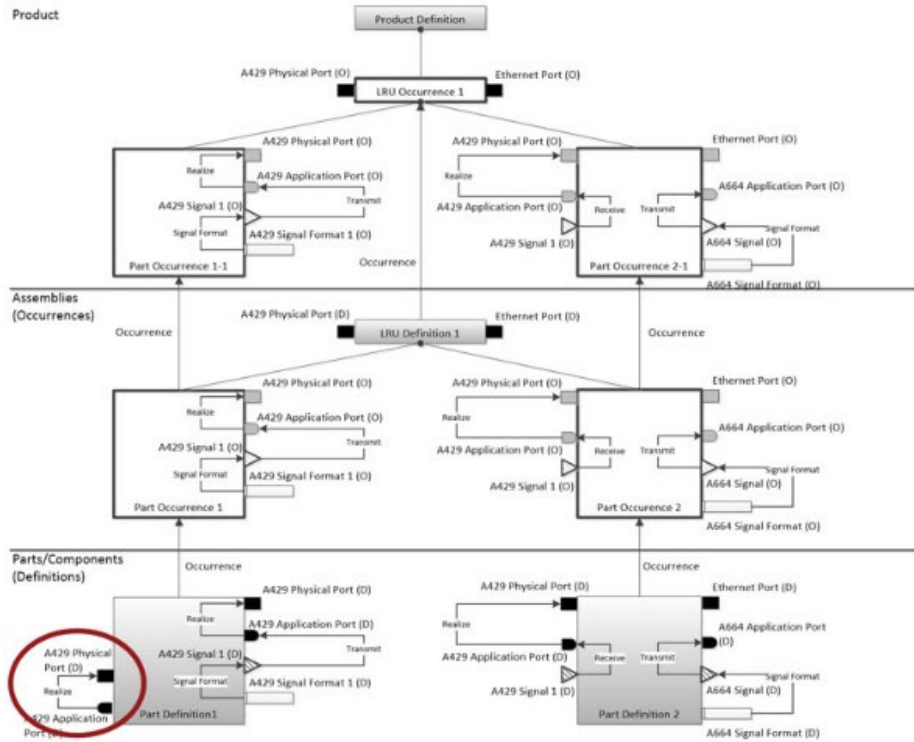 Product
Product Definition
A429 Physical Port (O)
Ethernet Port (O)
LRU Occurrence 1
A429 Physical Port (O)
Realize
A429 Application Port (O)
Transmit
A429 Signal 1 (O)
Signal Format
A429 Signal Format 1 (O)
Part Occurrence 1-1
Occurrence
A429 Physical Port (O)
Ethernet Port (O)
Realize
A664 Application Port (O)
A429 Application Port (O)
Receive
Transmit
A429 Signal 1 (O)
Signal Format
A664 Signal (O)
Part Occurrence 2-1
A664 Signal Format (O)
Assemblies
(Occurrences)
Occurrence
A429 Physical Port (D)
Ethernet Port (D)
LRU Definition 1
Occurrence
A429 Physical Port (O)
Realize
A429 Application Port (O)
Transmit
A429 Signal 1 (O)
Signal Format
A429 Signal Format 1 (O)
Part Occurrence 1
A429 Physical Port (O)
Ethernet Port (O)
Realize
A664 Application Port (O)
A429 Application Port (O)
Receive
Transmit
A429 Signal 1 (O)
Signal Format
A664 Signal (O)
Part Occurence 2
A664 Signal Format (O)
Parts/Components
(Definitions)
Occurrence
Occurrence
A429 Physical Port (D)
Realize
A429 Application Port (D)
Transmit
A429 Signal 1 (D)
Signal Format
A429 Signal Format 1 (D)
Part Definition1
A429 Physical
Port (D)
Realize
A429 Application
Port (D)
A429 Physical Port (D)
Ethernet Port (D)
Realize
A664 Application Port
(D)
A429 Application Port (D)
Receive
Transmit
A429 Signal 1 (D)
Signal Format
A664 Signal (D)
Part Definition 2
A664 Signal Format (D)